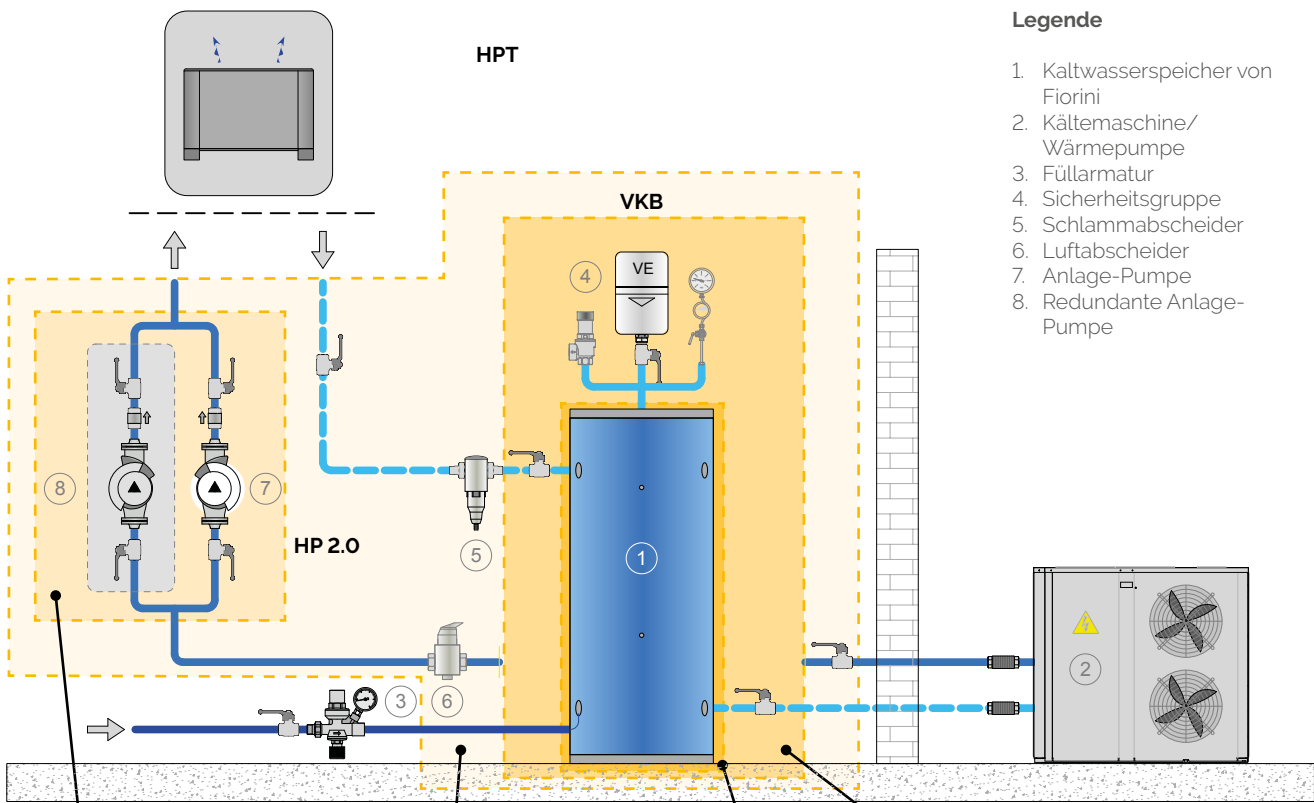 HPT
Legende
1. Kaltwasserspeicher von
Fiorini
2. Kältemaschine/
Wärmepumpe
3. Füllarmatur
4. Sicherheitsgruppe
5. Schlammabscheider
6. Luftabscheider
7. Anlage-Pumpe
8. Redundante Anlage-
Pumpe
VKB
4
VE
8
7
HP 2.0
5
1
2
3
6